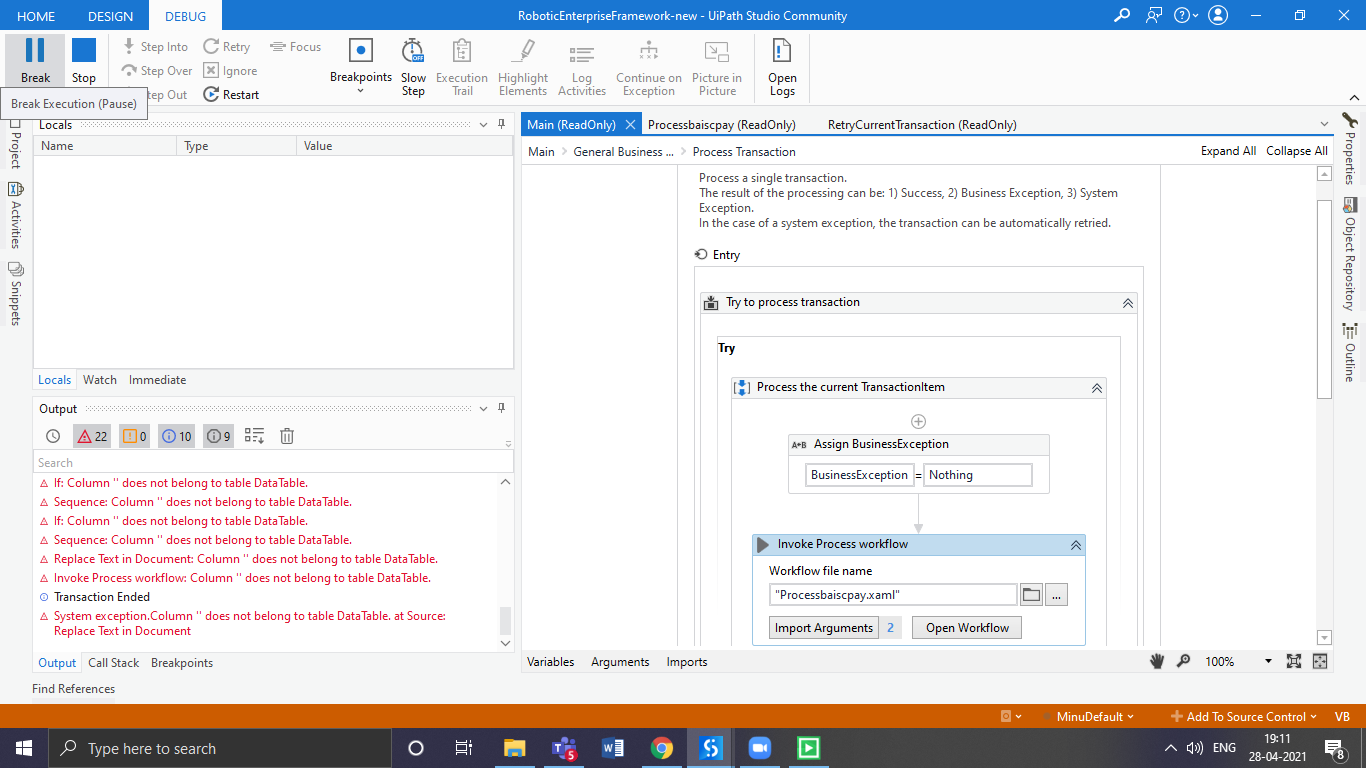 HOME
DESIGN
DEBUG
RoboticEnterpriseFramework-new - UiPath Studio Community
Break
Stop
Step Into
Step Over
Step Out
Retry
Ignore
Restart
Focus
Breakpoints
Slow
Step
Execution
Trail
Highlight
Elements
Log
Activities
Continue on
Exception
Picture in
Picture
Open
Logs
Break Execution (Pause)
Project
Activities
Snippets
Locals
Name
Type
Value
Locals
Watch
Immediate
Output
22
0
10
9
Search
If: Column '' does not belong to table DataTable.
Sequence: Column '' does not belong to table DataTable.
If: Column '' does not belong to table DataTable.
Sequence: Column '' does not belong to table DataTable.
Replace Text in Document: Column '' does not belong to table DataTable.
Invoke Process workflow: Column '' does not belong to table DataTable.
Transaction Ended
System exception.Column '' does not belong to table DataTable. at Source:
Replace Text in Document
Output
Call Stack
Breakpoints
Find References
Main (ReadOnly)
Processbaiscpay (ReadOnly)
RetryCurrentTransaction (ReadOnly)
Main
General Business ...
Process Transaction
Expand All
Collapse All
Process a single transaction.
The result of the processing can be: 1) Success, 2) Business Exception, 3) System
Exception.
In the case of a system exception, the transaction can be automatically retried.
Entry
Try to process transaction
Try
Process the current TransactionItem
A+B Assign BusinessException
BusinessException = Nothing
Invoke Process workflow
Workflow file name
"Processbaiscpay.xaml"
...
Import Arguments 2
Open Workflow
Variables
Arguments
Imports
100%
Properties
Object Repository
Outline
MinuDefault
Add To Source Control
VB
Type here to search
5
ENG
19:11
28-04-2021
8